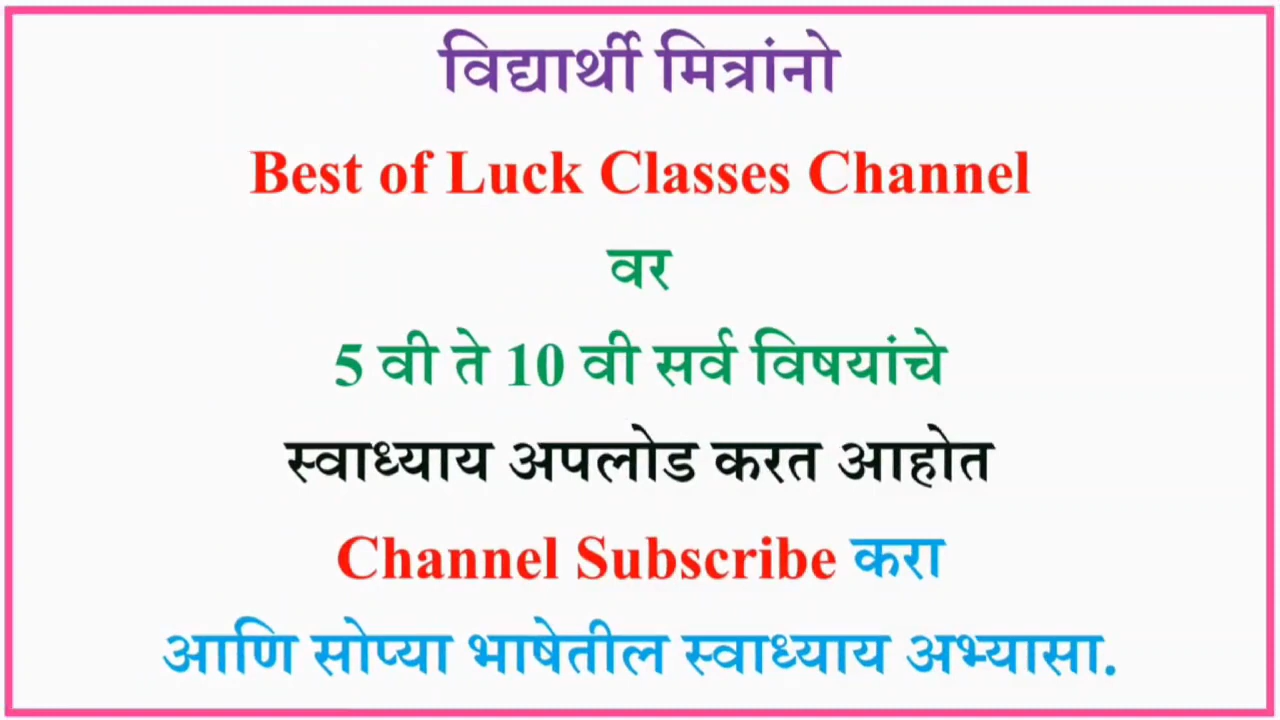 विद्यार्थी मित्रांनो
Best of Luck Classes Channel
वर
5 वी ते 10 वी सर्व विषयांचे
स्वाध्याय अपलोड करत आहोत
Channel Subscribe करा
आणि सोप्या भाषेतील स्वाध्याय अभ्यासा.